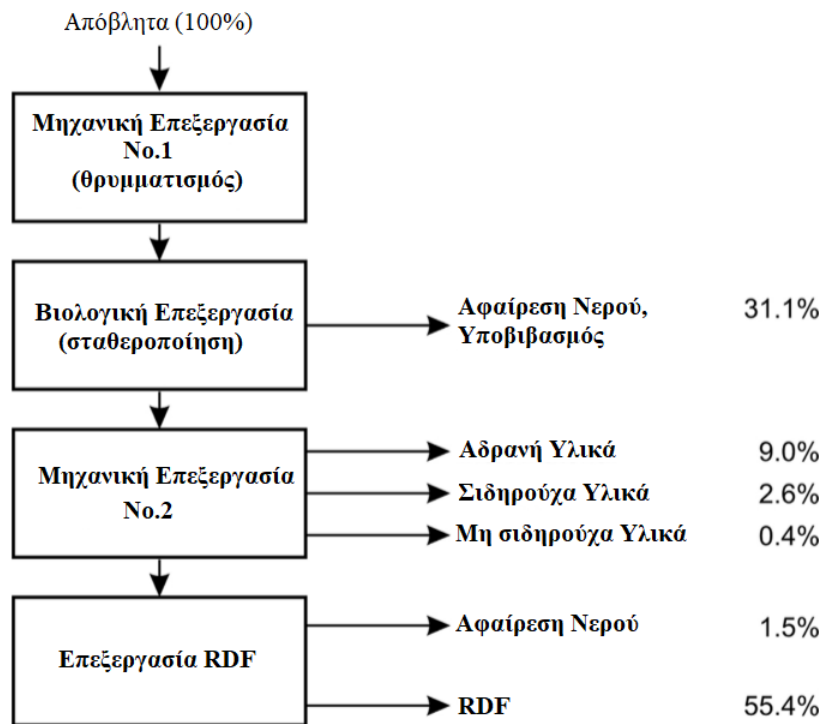 Απόβλητα (100%)
Μηχανική Επεξεργασία
No.1
(θρυμματισμός)
Βιολογική Επεξεργασία
(σταθεροποίηση)
Αφαίρεση Νερού,
Υποβιβασμός
31.1%
Μηχανική Επεξεργασία
No.2
Αδρανή Υλικά 9.0%
Σιδηρούχα Υλικά 2.6%
Μη σιδηρούχα Υλικά 0.4%
Επεξεργασία RDF
Αφαίρεση Νερού 1.5%
RDF 55.4%